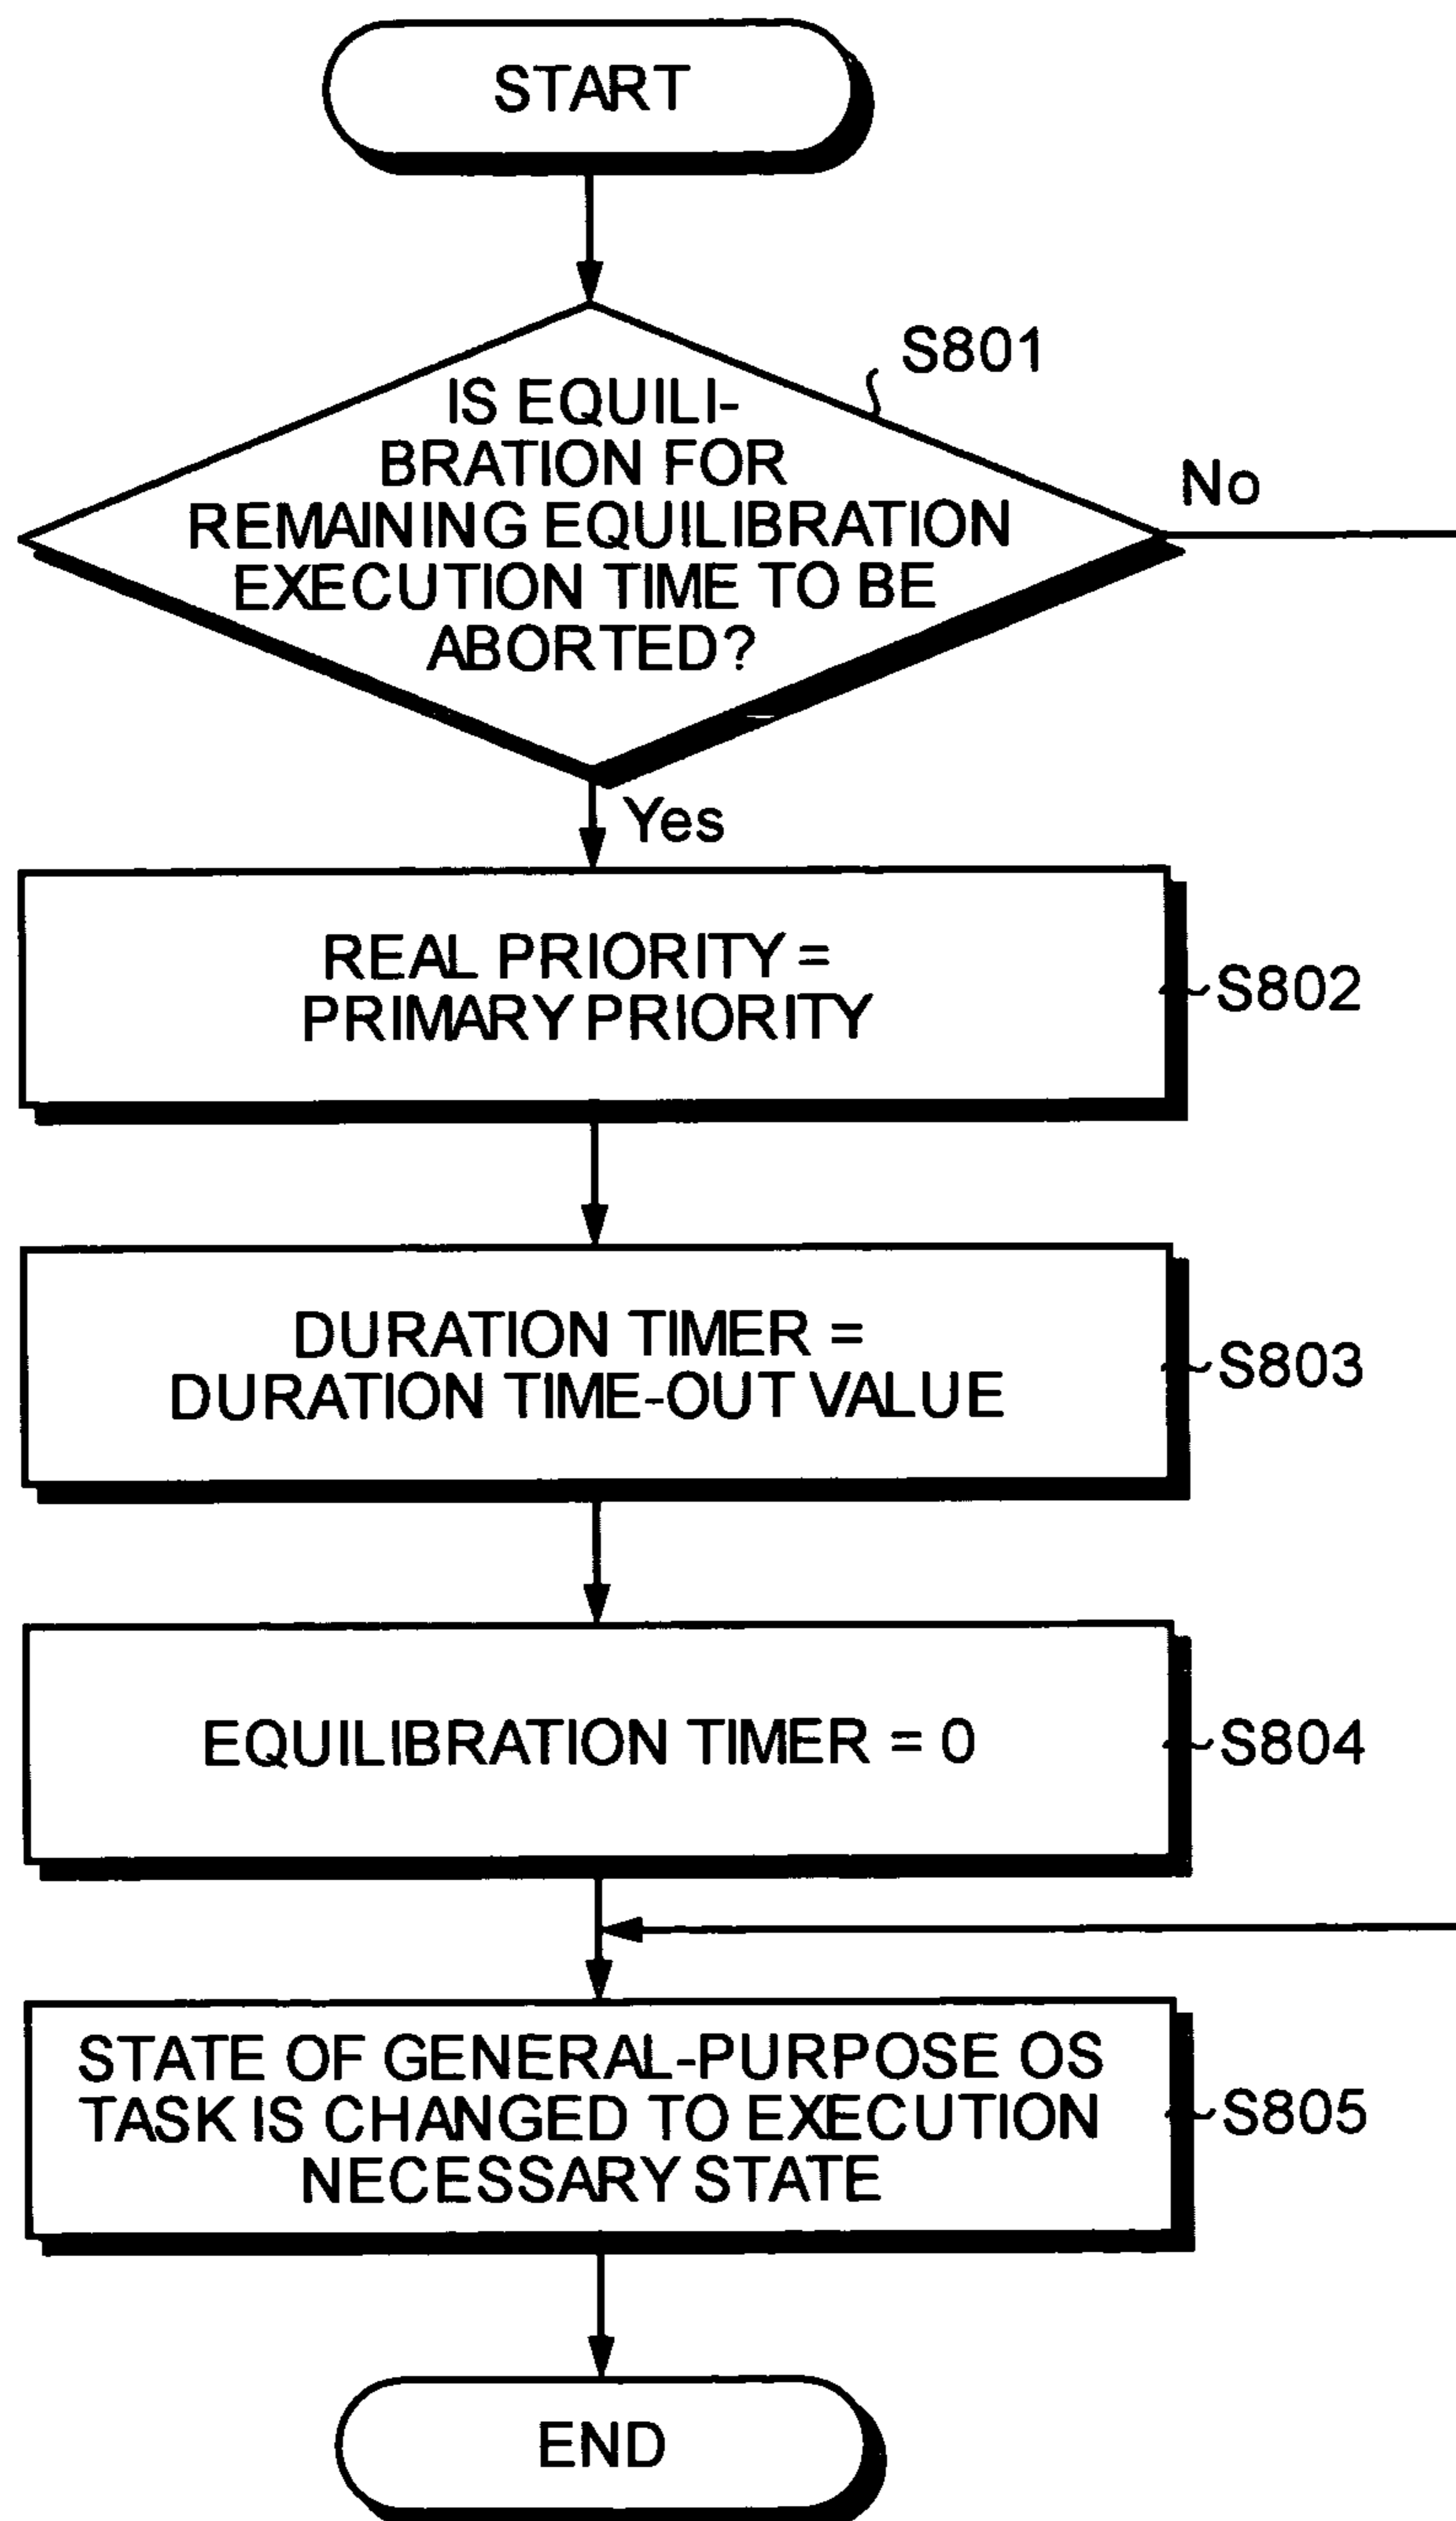 START
S801
IS EQUILI-
BRATION FOR
REMAINING EQUILIBRATION
EXECUTION TIME TO BE
ABORTED?
No
Yes
REAL PRIORITY =
PRIMARY PRIORITY
S802
DURATION TIMER =
DURATION TIME-OUT VALUE
S803
EQUILIBRATION TIMER = 0
S804
STATE OF GENERAL-PURPOSE OS
TASK IS CHANGED TO EXECUTION
NECESSARY STATE
S805
END